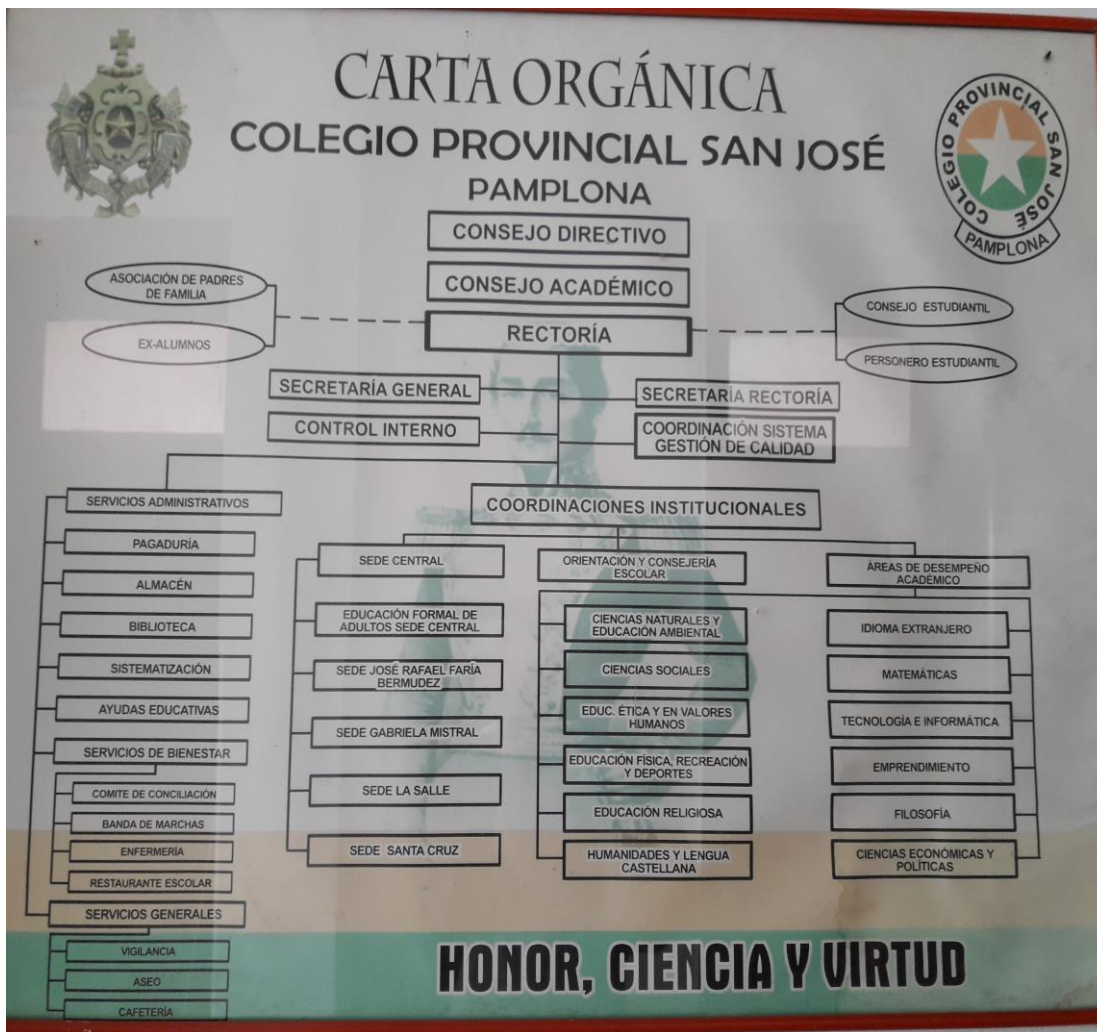 CARTA ORGÁNICA
COLEGIO PROVINCIAL SAN JOSÉ
PAMPLONA
COLEGIO PROVINCIAL SAN JOSÉ
PAMPLONA
CONSEJO DIRECTIVO
CONSEJO ACADÉMICO
RECTORÍA
ASOCIACIÓN DE PADRES
DE FAMILIA
EX-ALUMNOS
CONSEJO ESTUDIANTIL
PERSONERO ESTUDIANTIL
SECRETARÍA GENERAL
SECRETARÍA RECTORÍA
CONTROL INTERNO
COORDINACIÓN SISTEMA
GESTIÓN DE CALIDAD
SERVICIOS ADMINISTRATIVOS
PAGADURÍA
ALMACÉN
BIBLIOTECA
SISTEMATIZACIÓN
AYUDAS EDUCATIVAS
SERVICIOS DE BIENESTAR
COMITE DE CONCILIACIÓN
BANDA DE MARCHAS
ENFERMERÍA
RESTAURANTE ESCOLAR
SERVICIOS GENERALES
VIGILANCIA
ASEO
CAFETERÍA
COORDINACIONES INSTITUCIONALES
SEDE CENTRAL
EDUCACIÓN FORMAL DE
ADULTOS SEDE CENTRAL
SEDE JOSÉ RAFAEL FARÍA
BERMUDEZ
SEDE GABRIELA MISTRAL
SEDE LA SALLE
SEDE SANTA CRUZ
ORIENTACIÓN Y CONSEJERÍA
ESCOLAR
ÁREAS DE DESEMPEÑO
ACADÉMICO
CIENCIAS NATURALES Y
EDUCACIÓN AMBIENTAL
CIENCIAS SOCIALES
EDUC. ÉTICA Y EN VALORES
HUMANOS
EDUCACIÓN FÍSICA, RECREACIÓN
Y DEPORTES
EDUCACIÓN RELIGIOSA
HUMANIDADES Y LENGUA
CASTELLANA
IDIOMA EXTRANJERO
MATEMÁTICAS
TECNOLOGÍA E INFORMÁTICA
EMPRENDIMIENTO
FILOSOFÍA
CIENCIAS ECONÓMICAS Y
POLÍTICAS
HONOR, CIENCIA Y VIRTUD